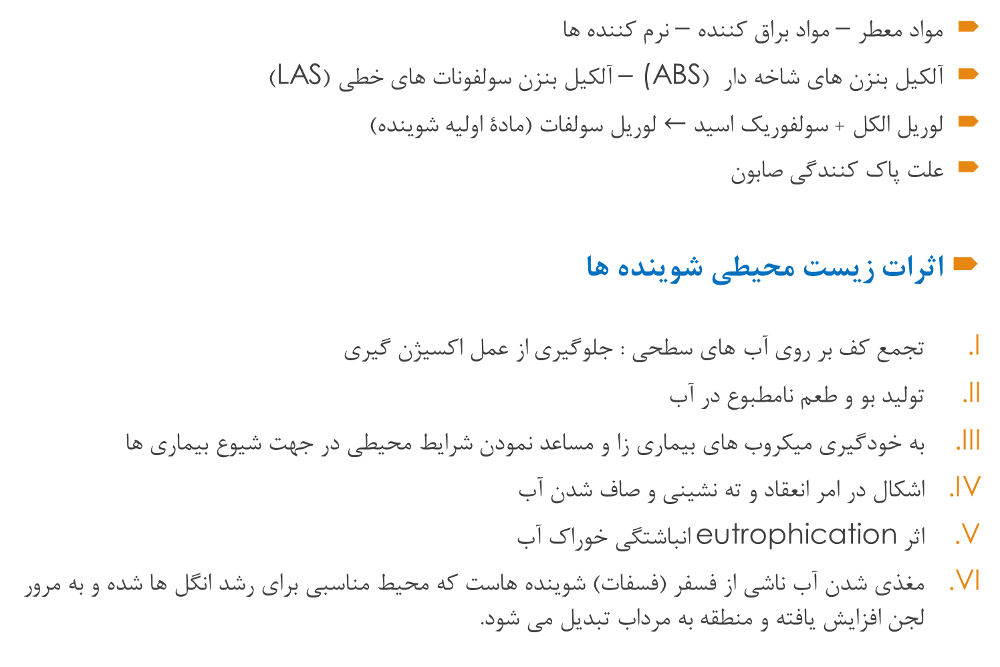 مواد معطر – مواد براق کننده – نرم کننده ها
آلکیل بنزن های شاخه دار (ABS) – آلکیل بنزن سولفونات های خطی (LAS)
لوریل الکل + سولفوریک اسید ← لوریل سولفات (مادۀ اولیه شوینده)
علت پاک کنندگی صابون
اثرات زیست محیطی شوینده ها
I. تجمع کف بر روی آب های سطحی : جلوگیری از عمل اکسیژن گیری
II. تولید بو و طعم نامطبوع در آب
III. به خودگیری میکروب های بیماری زا و مساعد نمودن شرایط محیطی در جهت شیوع بیماری ها
IV. اشکال در امر انعقاد و ته نشینی و صاف شدن آب
V. اثر eutrophication انباشتگی خوراک آب
VI. مغذی شدن آب ناشی از فسفر (فسفات) شوینده هاست که محیط مناسبی برای رشد انگل ها شده و به مرور
لجن افزایش یافته و منطقه به مرداب تبدیل می شود.